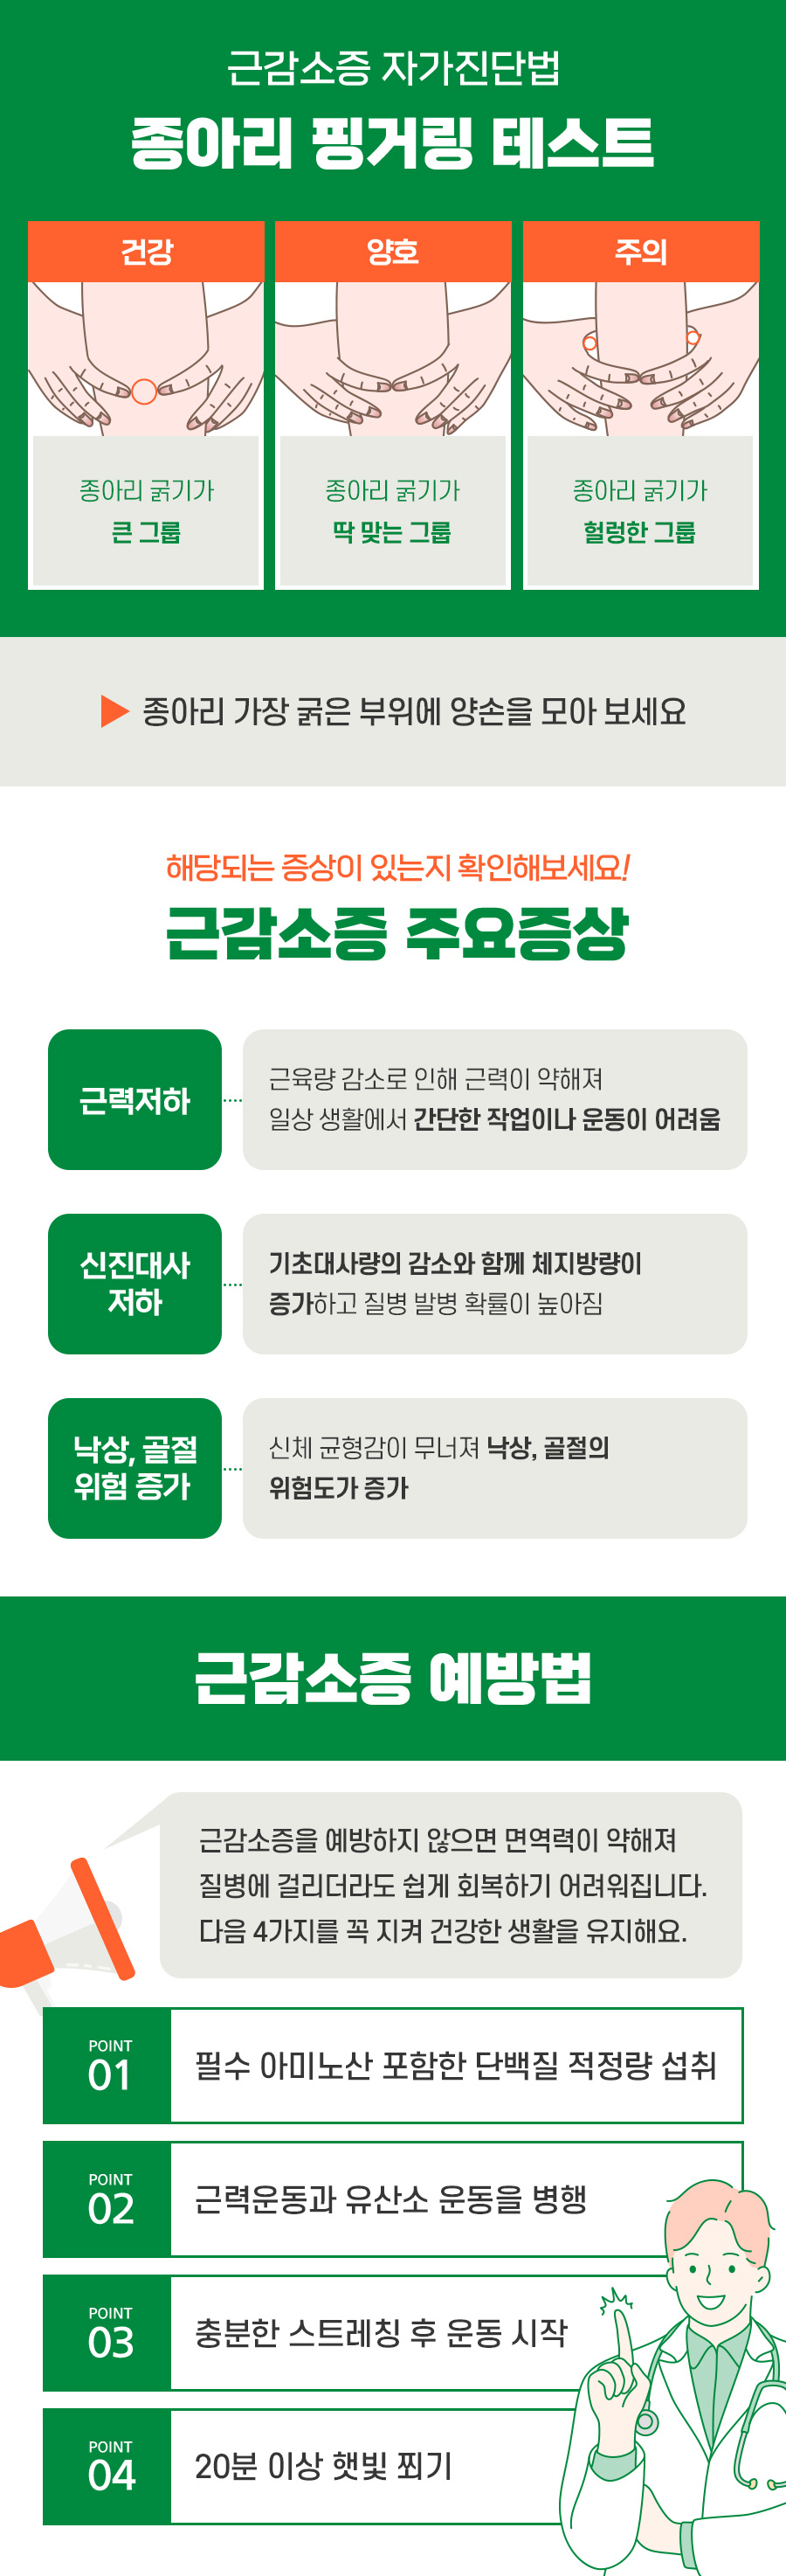 근감소증 자가진단법
종아리 핑거링 테스트
건강
양호
주의
종아리 굵기가
큰 그룹
종아리 굵기가
딱 맞는 그룹
종아리 굵기가
헐렁한 그룹
종아리 가장 굵은 부위에 양손을 모아 보세요
해당되는 증상이 있는지 확인해보세요!
근감소증 주요증상
근력저하
근육량 감소로 인해 근력이 약해져
일상 생활에서 간단한 작업이나 운동이 어려움
신진대사
저하
기초대사량의 감소와 함께 체지방량이
증가하고 질병 발병 확률이 높아짐
낙상, 골절
위험 증가
신체 균형감이 무너져 낙상, 골절의
위험도가 증가
근감소증 예방법
근감소증을 예방하지 않으면 면역력이 약해져
질병에 걸리더라도 쉽게 회복하기 어려워집니다.
다음 4가지를 꼭 지켜 건강한 생활을 유지해요.
POINT
01
필수 아미노산 포함한 단백질 적정량 섭취
POINT
02
근력운동과 유산소 운동을 병행
POINT
03
충분한 스트레칭 후 운동 시작
POINT
04
20분 이상 햇빛 쬐기